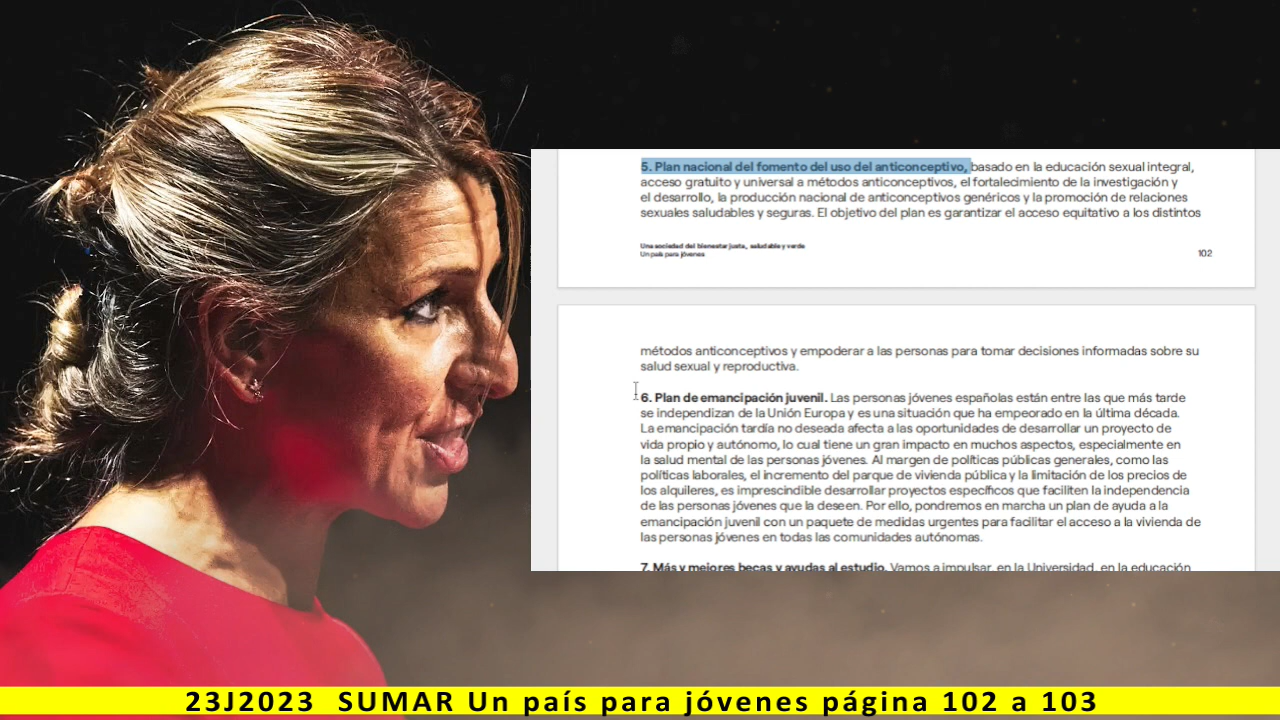 5. Plan nacional del fomento del uso del anticonceptivo, basado en la educación sexual integral,
acceso gratuito y universal a métodos anticonceptivos, el fortalecimiento de la investigación y
el desarrollo, la producción nacional de anticonceptivos genéricos y la promoción de relaciones
sexuales saludables y seguras. El objetivo del plan es garantizar el acceso equitativo a los distintos
Una sociedad del bienestar justa, saludable y verde
Un país para jóvenes
102
métodos anticonceptivos y empoderar a las personas para tomar decisiones informadas sobre su
salud sexual y reproductiva.
6. Plan de emancipación juvenil. Las personas jóvenes españolas están entre las que más tarde
se independizan de la Unión Europa y es una situación que ha empeorado en la última década.
La emancipación tardía no deseada afecta a las oportunidades de desarrollar un proyecto de
vida propio y autónomo, lo cual tiene un gran impacto en muchos aspectos, especialmente en
la salud mental de las personas jóvenes. Al margen de políticas públicas generales, como las
políticas laborales, el incremento del parque de vivienda pública y la limitación de los precios de
los alquileres, es imprescindible desarrollar proyectos específicos que faciliten la independencia
de las personas jóvenes que la deseen. Por ello, pondremos en marcha un plan de ayuda a la
emancipación juvenil con un paquete de medidas urgentes para facilitar el acceso a la vivienda de
las personas jóvenes en todas las comunidades autónomas.
7. Más y mejores becas y ayudas al estudio. Vamos a impulsar, en la Universidad, en la educación
23J2023 SUMAR Un país para jóvenes página 102 a 103